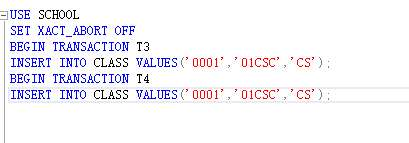 USE SCHOOL
SET XACT_ABORT OFF
BEGIN TRANSACTION T3
INSERT INTO CLASS VALUES('0001','01CSC','CS');
BEGIN TRANSACTION T4
INSERT INTO CLASS VALUES('0001','01CSC','CS');